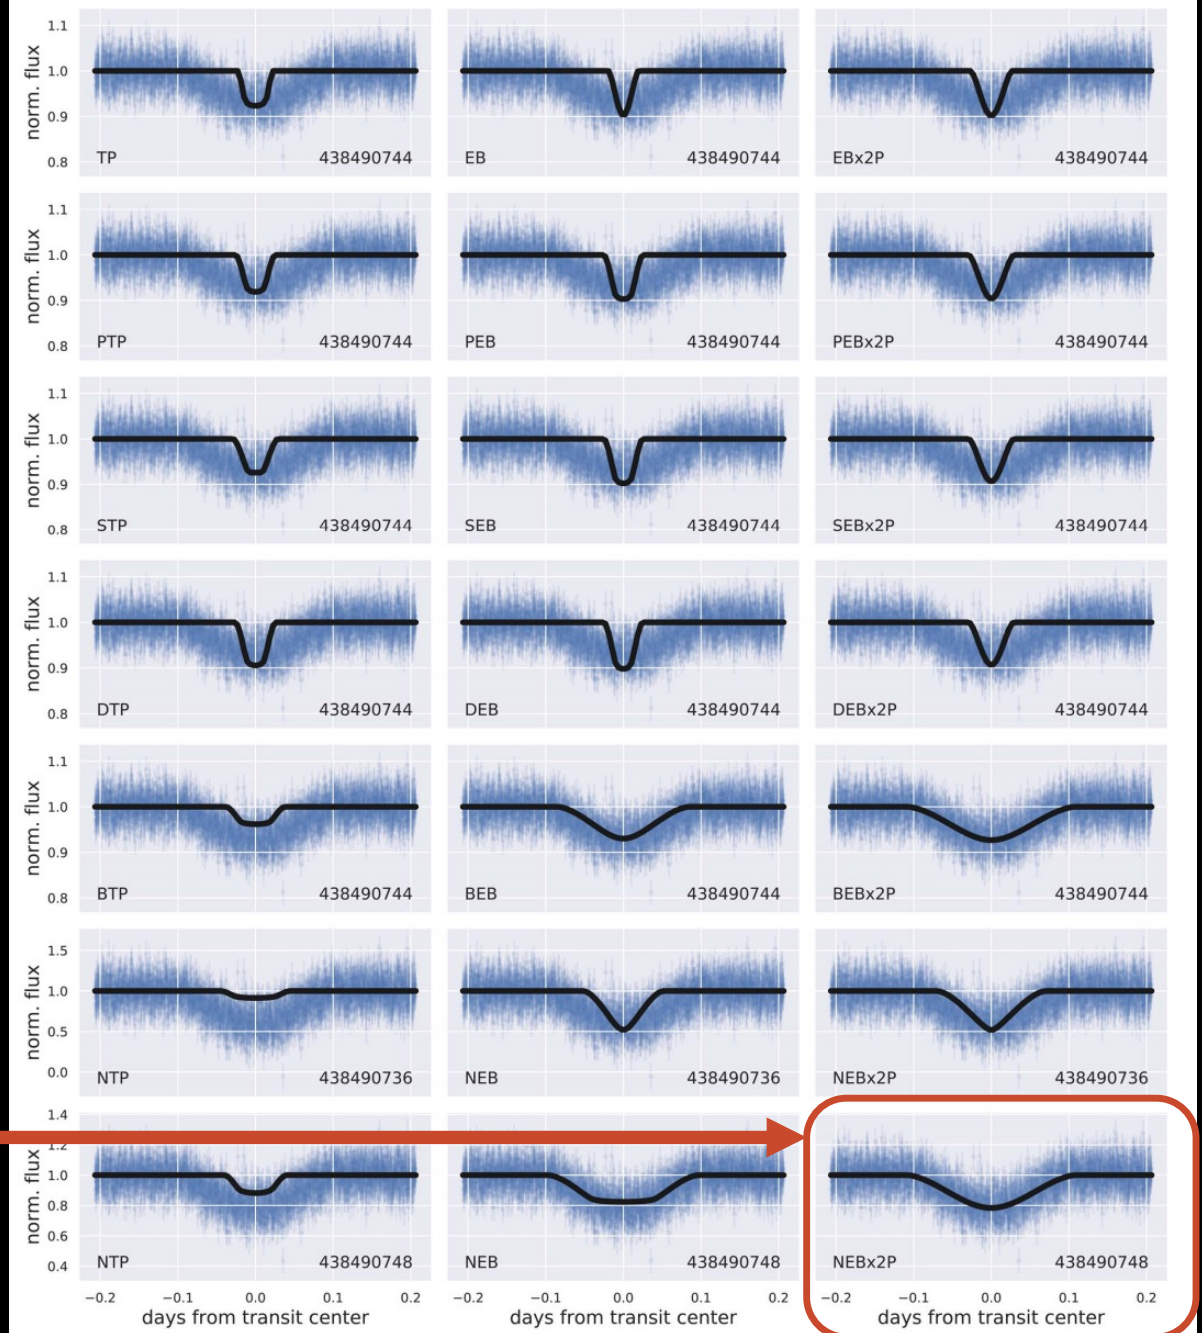 1.1
1.0
0.9
0.8
norm. flux
TP 438490744
EB 438490744
EBx2P 438490744
1.1
1.0
0.9
0.8
norm. flux
PTP 438490744
PEB 438490744
PEBx2P 438490744
1.1
1.0
0.9
0.8
norm. flux
STP 438490744
SEB 438490744
SEBx2P 438490744
1.1
1.0
0.9
0.8
norm. flux
DTP 438490744
DEB 438490744
DEBx2P 438490744
1.1
1.0
0.9
0.8
norm. flux
BTP 438490744
BEB 438490744
BEBx2P 438490744
1.5
1.0
0.5
0.0
norm. flux
NTP 438490736
NEB 438490736
NEBx2P 438490736
1.4
1.2
1.0
0.8
0.6
0.4
norm. flux
NTP 438490748
NEB 438490748
NEBx2P 438490748
−0.2 −0.1 0.0 0.1 0.2
−0.2 −0.1 0.0 0.1 0.2
−0.2 −0.1 0.0 0.1 0.2
days from transit center
days from transit center
days from transit center